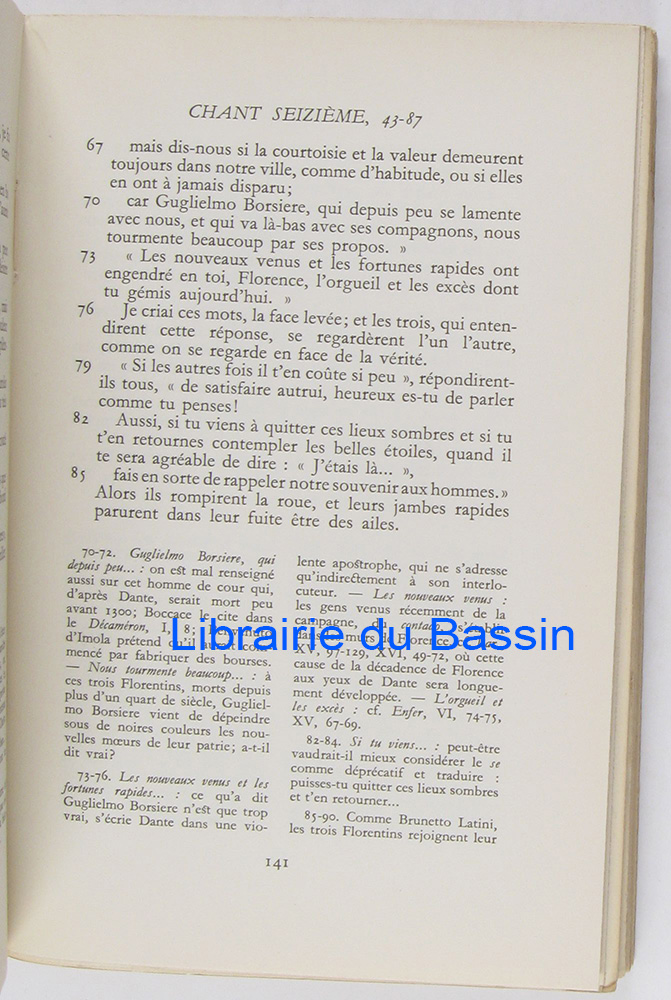 CHANT SEIZIÈME, 43-87
67 mais dis-nous si la courtoisie et la valeur demeurent
toujours dans notre ville, comme d'habitude, ou si elles
en ont à jamais disparu;
70 car Guglielmo Borsiere, qui depuis peu se lamente
avec nous, et qui va là-bas avec ses compagnons, nous
tourmente beaucoup par ses propos. »
73 « Les nouveaux venus et les fortunes rapides ont
engendré en toi, Florence, l'orgueil et les excès dont
tu gémis aujourd'hui. »
76 Je criai ces mots, la face levée; et les trois, qui enten-
dirent cette réponse, se regardèrent l'un l'autre,
comme on se regarde en face de la vérité.
79 « Si les autres fois il t'en coûte si peu », répondirent-
ils tous, « de satisfaire autrui, heureux es-tu de parler
comme tu penses!
82 Aussi, si tu viens à quitter ces lieux sombres et si tu
t'en retournes contempler les belles étoiles, quand il
te sera agréable de dire : « J'étais là... »,
85 fais en sorte de rappeler notre souvenir aux hommes. »
Alors ils rompirent la roue, et leurs jambes rapides
parurent dans leur fuite être des ailes.
70-72. Guglielmo Borsiere, qui
depuis peu... : on est mal renseigné
aussi sur cet homme de cour qui,
d'après Dante, serait mort peu
avant 1300; Boccace le cite dans
le Décaméron, I, 8; Benvenuto
d'Imola prétend qu'il aurait com-
mencé par fabriquer des bourses.
— Nous tourmente beaucoup... : à
ces trois Florentins, morts depuis
plus d'un quart de siècle, Gugliel-
mo Borsiere vient de dépeindre
sous de noires couleurs les nou-
velles mœurs de leur patrie; a-t-il
dit vrai?
73-76. Les nouveaux venus et les
fortunes rapides... : ce qu'a dit
Guglielmo Borsiere n'est que trop
vrai, s'écrie Dante dans une vio-
lente apostrophe, qui ne s'adresse
qu'indirectement à son interlo-
cuteur. — Les nouveaux venus :
les gens venus récemment de la
campagne, du contado, s'établir
dans les murs de Florence cf.
XV, 97-129, XVI, 49-72, où cette
cause de la décadence de Florence
aux yeux de Dante sera longue-
ment développée. — L'orgueil et
les excès : cf. Enfer, VI, 74-75,
XV, 67-69.
82-84. Si tu viens... : peut-être
vaudrait-il mieux considérer le se
comme déprécatif et traduire :
puisses-tu quitter ces lieux sombres
et t'en retourner...
85-90. Comme Brunetto Latini,
les trois Florentins rejoignent leur
141
Librairie du Bassin